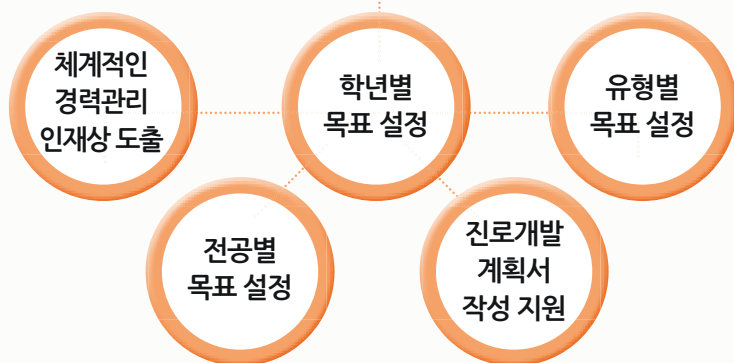 체계적인
경력관리
인재상 도출
학년별
목표 설정
유형별
목표 설정
전공별
목표 설정
진로개발
계획서
작성 지원